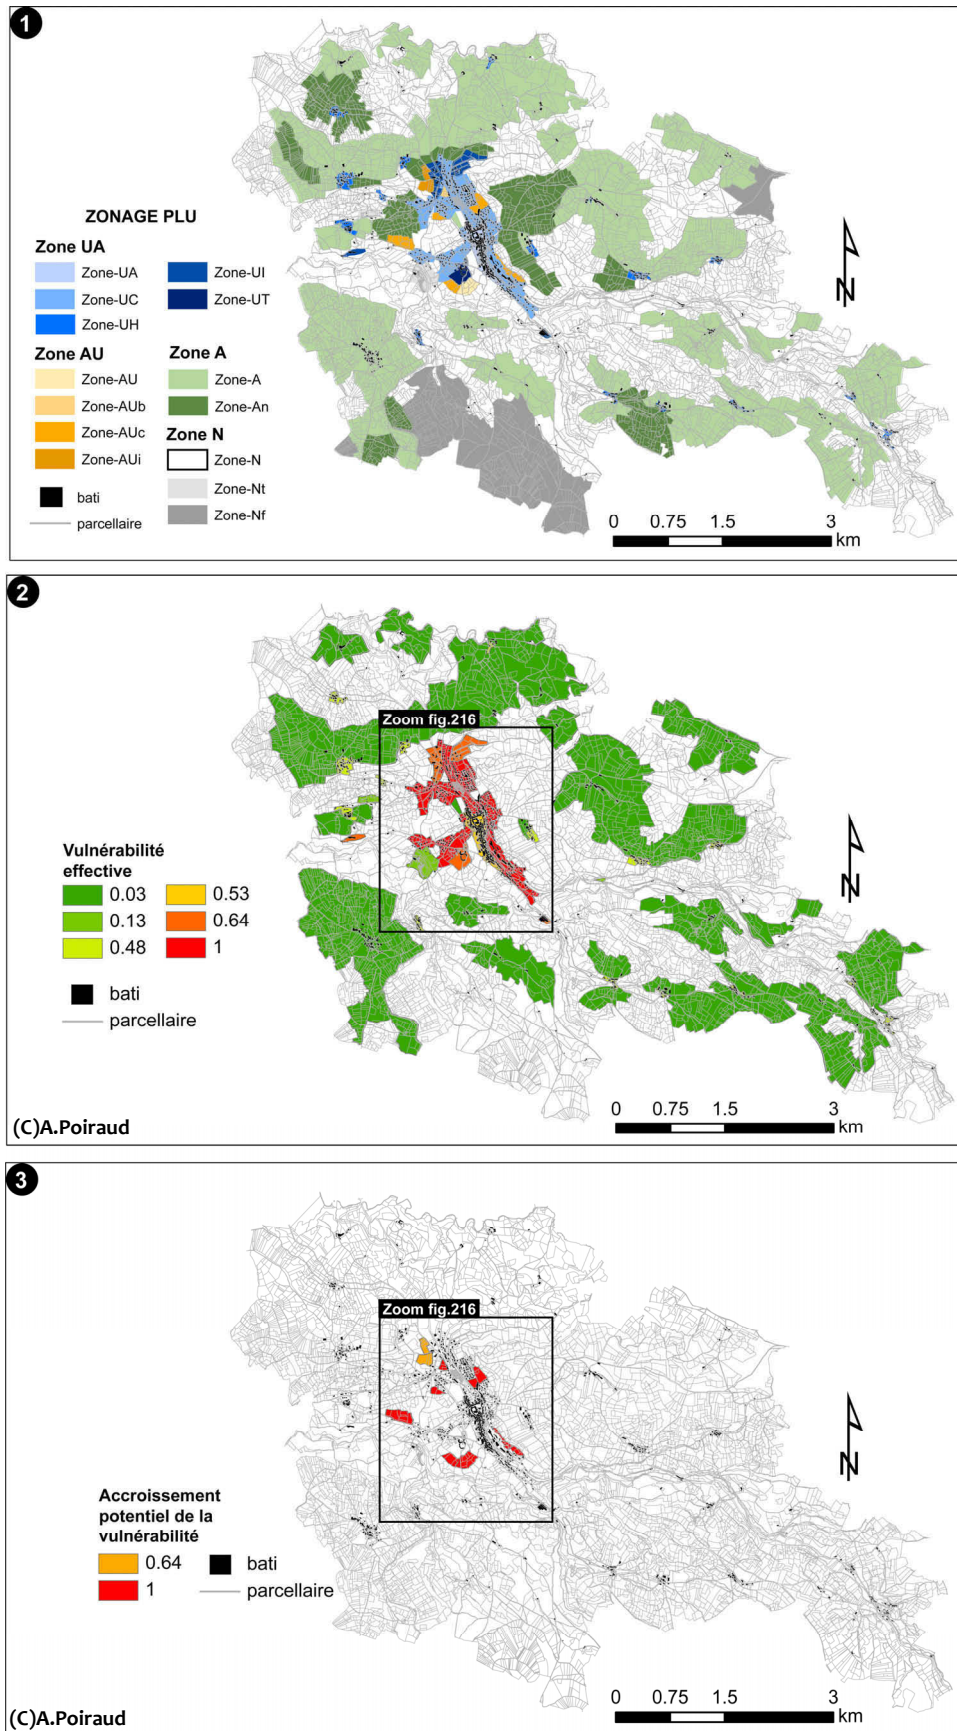 1
ZONAGE PLU
Zone UA
Zone-UA
Zone-UI
Zone-UC
Zone-UT
Zone-UH
Zone AU
Zone A
Zone-AU
Zone-A
Zone-AUb
Zone-An
Zone-AUc
Zone N
Zone-AUi
Zone-N
bati
Zone-Nt
parcellaire
Zone-Nf
N
0 0.75 1.5 3
km
2
Zoom fig.216
Vulnérabilité
effective
0.03 0.53
0.13 0.64
0.48 1
bati
parcellaire
N
0 0.75 1.5 3
km
(C)A.Poiraud
3
Zoom fig.216
Accroissement
potentiel de la
vulnérabilité
0.64 bati
1 parcellaire
N
0 0.75 1.5 3
km
(C)A.Poiraud